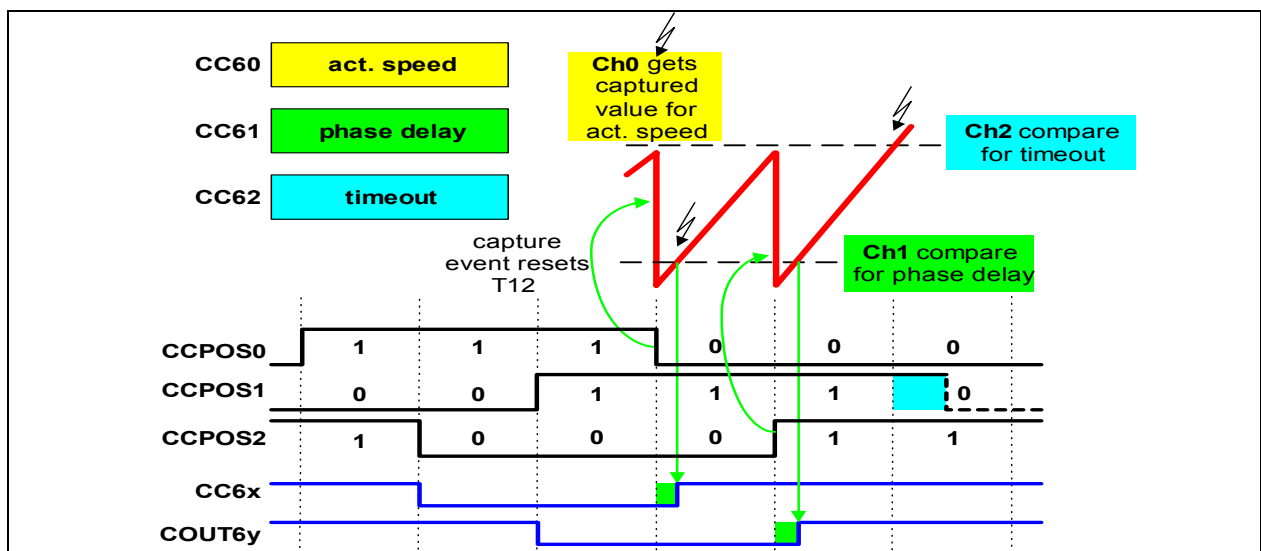 CC60 act. speed
CC61 phase delay
CC62 timeout
Ch0 gets
captured
value for
act. speed
Ch2 compare
for timeout
capture
event resets
T12
Ch1 compare
for phase delay
CCPOS0 1 1 1 0 0 0
CCPOS1 0 0 1 1 1 0
CCPOS2 1 0 0 0 1 1
CC6x
COUT6y